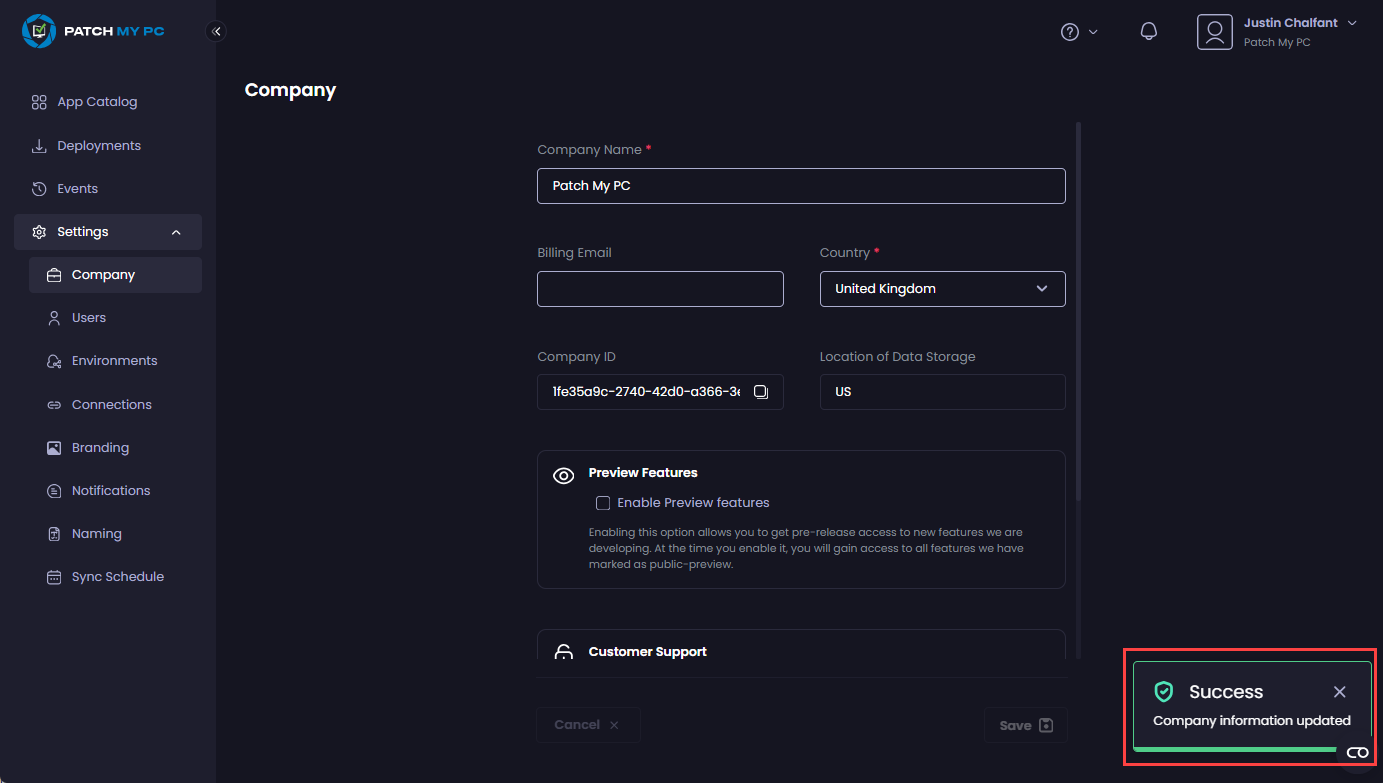 PATCH MY PC
Justin Chalfant
Patch My PC
Company
App Catalog
Deployments
Events
Settings
Company
Users
Environments
Connections
Branding
Notifications
Naming
Sync Schedule
Company Name *
Patch My PC
Billing Email
Country *
United Kingdom
Company ID
1fe35a9c-2740-42d0-a366-3e
Location of Data Storage
US
Preview Features
Enable Preview features
Enabling this option allows you to get pre-release access to new features we are
developing. At the time you enable it, you will gain access to all features we have
marked as public-preview.
Customer Support
Cancel
Save
Success
Company information updated